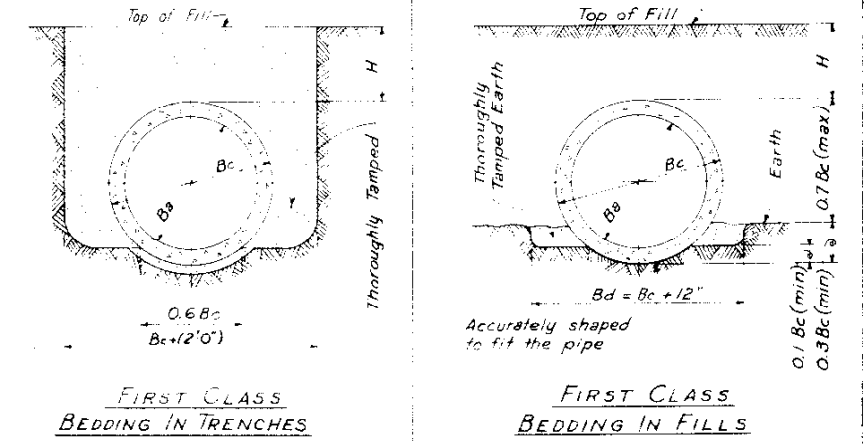 Top of Fill
H
Bc
Ba
Thoroughly Tamped
0.6 Bc
Bc+(2'0")
FIRST CLASS
BEDDING IN TRENCHES
Top of Fill
Thoroughly
Tamped Earth
H
Bc
Ba
Earth
0.7 Bc (max)
Bd = Bc + 12"
Accurately shaped
to fit the pipe
0.1 Bc (min)
0.3 Bc (min)
FIRST CLASS
BEDDING IN FILLS